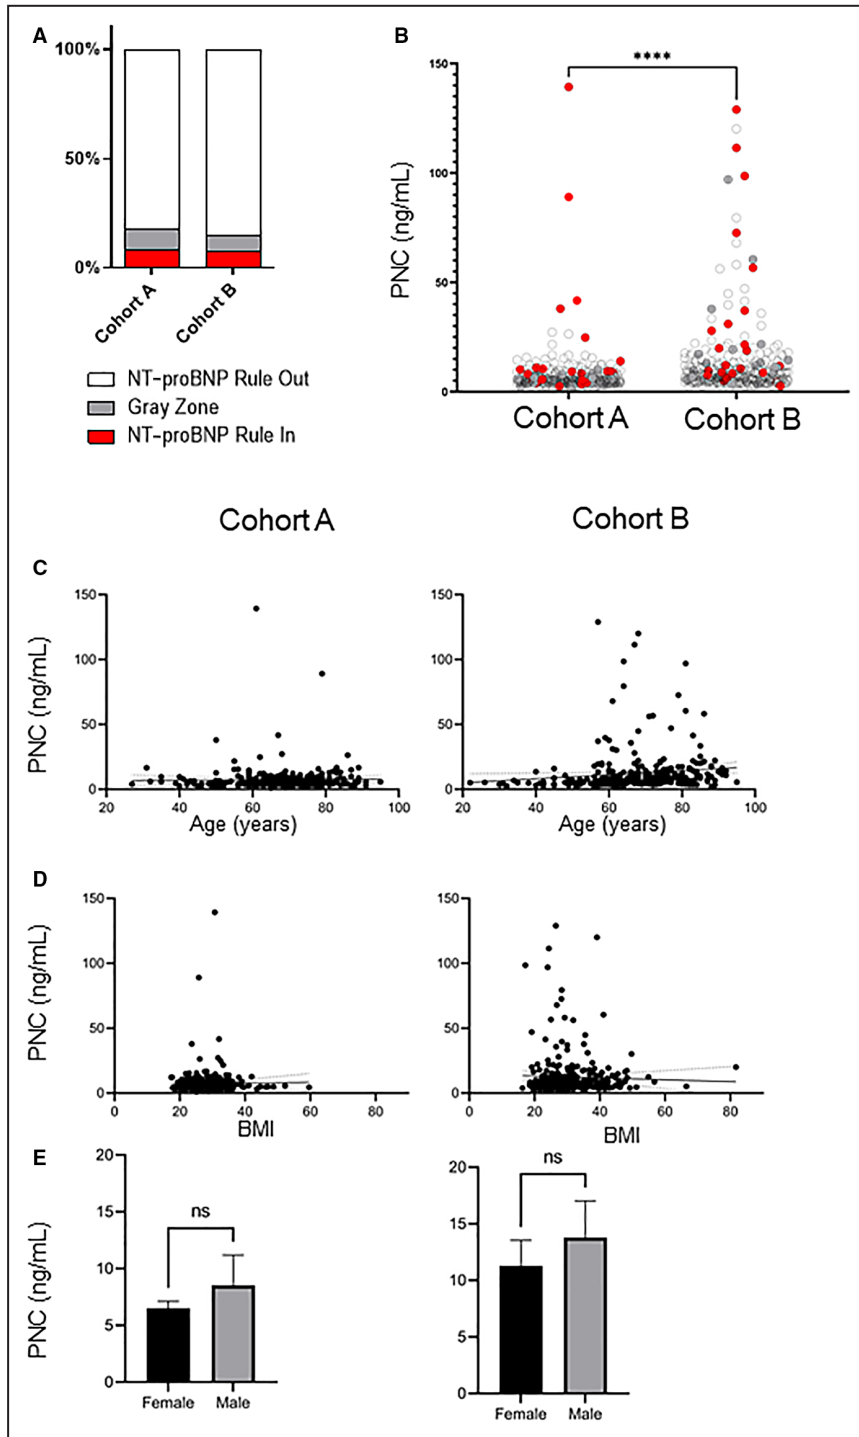 A
100%
50%
0%
Cohort A
Cohort B
NT-proBNP Rule Out
Gray Zone
NT-proBNP Rule In
B
****
150
100
50
0
PNC (ng/mL)
Cohort A
Cohort B
Cohort A
Cohort B
C
150
100
50
0
PNC (ng/mL)
20
40
60
80
100
Age (years)
150
100
50
0
20
40
60
80
100
Age (years)
D
150
100
50
0
PNC (ng/mL)
0
20
40
60
80
BMI
150
100
50
0
0
20
40
60
80
BMI
E
20
15
10
5
0
PNC (ng/mL)
ns
Female
Male
20
15
10
5
0
ns
Female
Male